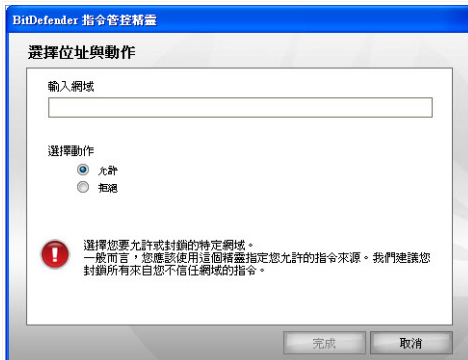 BitDefender 指令管控精靈
選擇位址與動作
輸入網域
選擇動作
允許
拒絕
選擇您要允許或封鎖的特定網域。
一般而言，您應該使用這個精靈指定您允許的指令來源。我們建議您
封鎖所有來自您不信任網域的指令。
完成 取消